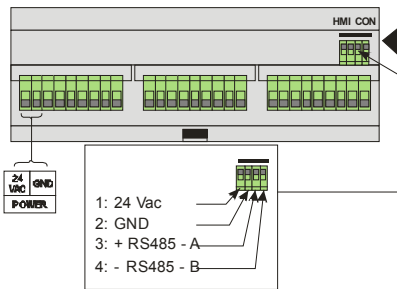 HMI CON
24 VAC GND
POWER
1: 24 Vac
2: GND
3: + RS485 - A
4: - RS485 - B